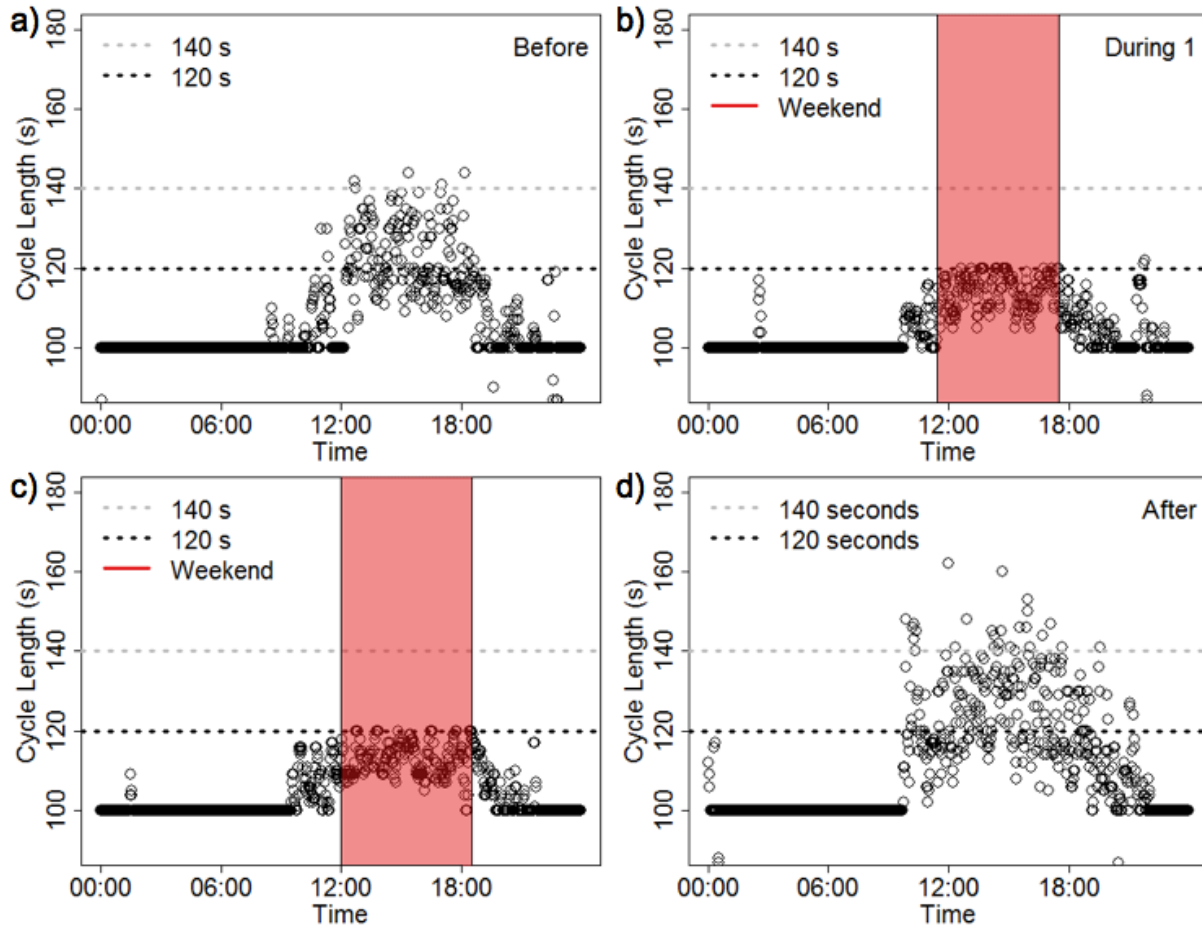 a)
140 s
120 s
Before
180
160
140
120
100
Cycle Length (s)
00:00 06:00 12:00 18:00
Time
b)
140 s
120 s
Weekend
During 1
180
160
140
120
100
Cycle Length (s)
00:00 06:00 12:00 18:00
Time
c)
140 s
120 s
Weekend
180
160
140
120
100
Cycle Length (s)
00:00 06:00 12:00 18:00
Time
d)
140 seconds
120 seconds
After
180
160
140
120
100
Cycle Length (s)
00:00 06:00 12:00 18:00
Time